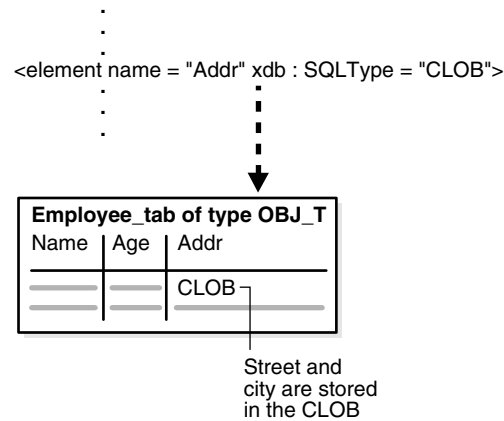 <element name = "Addr" xdb : SQLType = "CLOB">
Employee_tab of type OBJ_T
Name Age Addr
CLOB
Street and
city are stored
in the CLOB